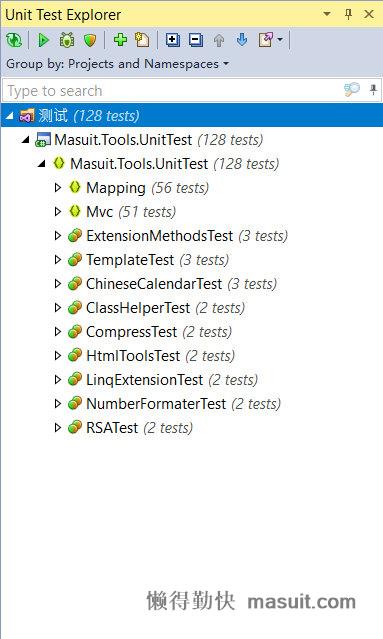 Unit Test Explorer
Group by: Projects and Namespaces
Type to search
测试 (128 tests)
Masuit.Tools.UnitTest (128 tests)
Masuit.Tools.UnitTest (128 tests)
Mapping (56 tests)
Mvc (51 tests)
ExtensionMethodsTest (3 tests)
TemplateTest (3 tests)
ChineseCalendarTest (3 tests)
ClassHelperTest (2 tests)
CompressTest (2 tests)
HtmlToolsTest (2 tests)
LinqExtensionTest (2 tests)
NumberFormaterTest (2 tests)
RSATest (2 tests)
懒得勤快 masuit.com